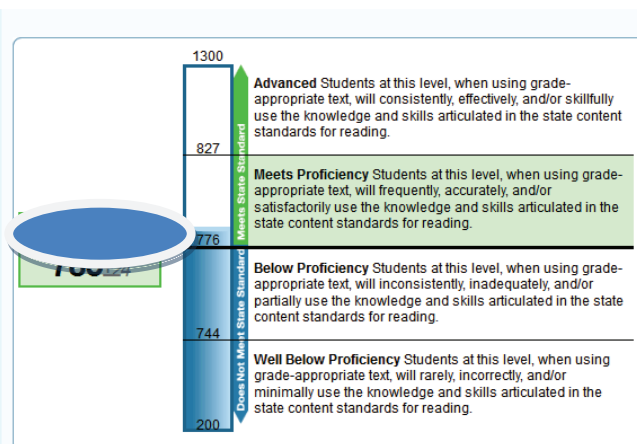 1300
Advanced Students at this level, when using grade-
appropriate text, will consistently, effectively, and/or skillfully
use the knowledge and skills articulated in the state content
standards for reading.
827
Meets State Standard
Meets Proficiency Students at this level, when using grade-
appropriate text, will frequently, accurately, and/or
satisfactorily use the knowledge and skills articulated in the
state content standards for reading.
776
Below Proficiency Students at this level, when using grade-
appropriate text, will inconsistently, inadequately, and/or
partially use the knowledge and skills articulated in the state
content standards for reading.
Does Not Meet State Standard
744
Well Below Proficiency Students at this level, when using
grade-appropriate text, will rarely, incorrectly, and/or
minimally use the knowledge and skills articulated in the
state content standards for reading.
200